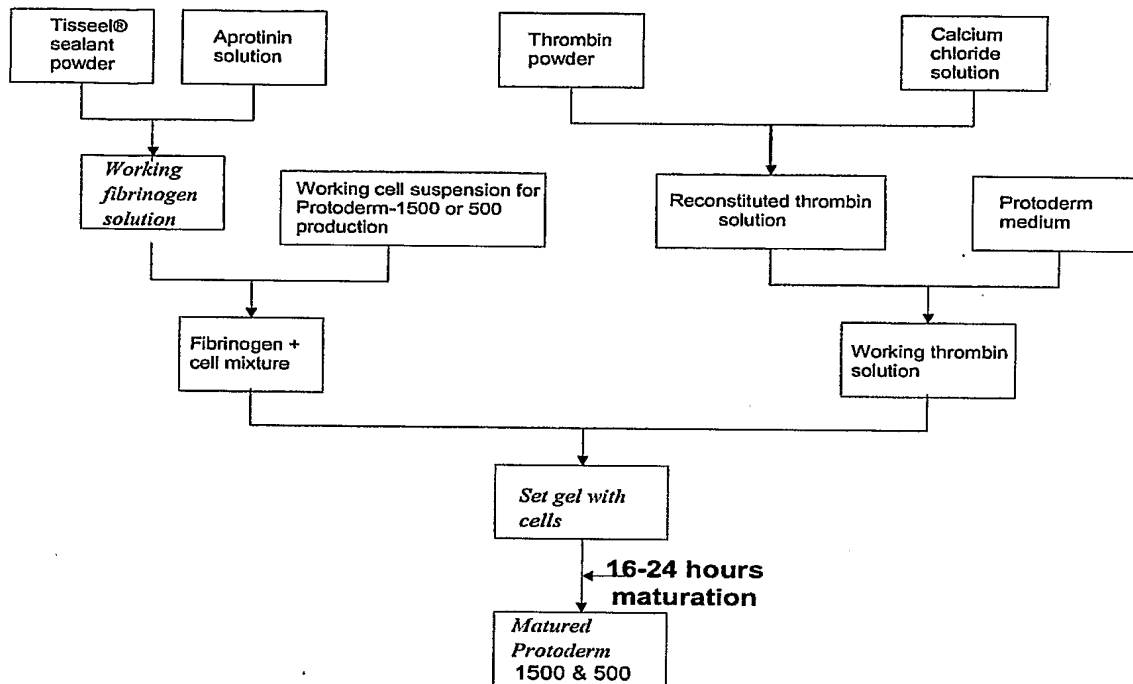 Tisseel®
sealant
powder
Aprotinin
solution
Thrombin
powder
Calcium
chloride
solution
Working
fibrinogen
solution
Working cell suspension for
Protoderm-1500 or 500
production
Reconstituted thrombin
solution
Protoderm
medium
Fibrinogen +
cell mixture
Working thrombin
solution
Set gel with
cells
16-24 hours
maturation
Matured
Protoderm
1500 & 500